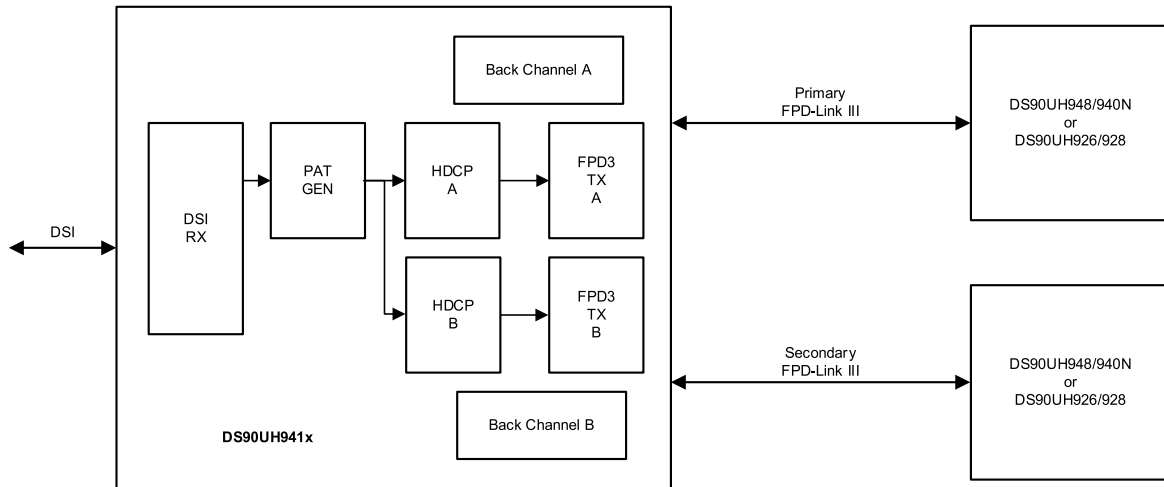 Back Channel A
Primary
FPD-Link III
DS90UH948/940N
or
DS90UH926/928
DSI
DSI
RX
PAT
GEN
HDCP
A
FPD3
TX
A
HDCP
B
FPD3
TX
B
Secondary
FPD-Link III
DS90UH948/940N
or
DS90UH926/928
Back Channel B
DS90UH941x